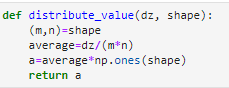 def distribute_value(dz, shape):
    (m,n)=shape
    average=dz/(m*n)
    a=average*np.ones(shape)
    return a